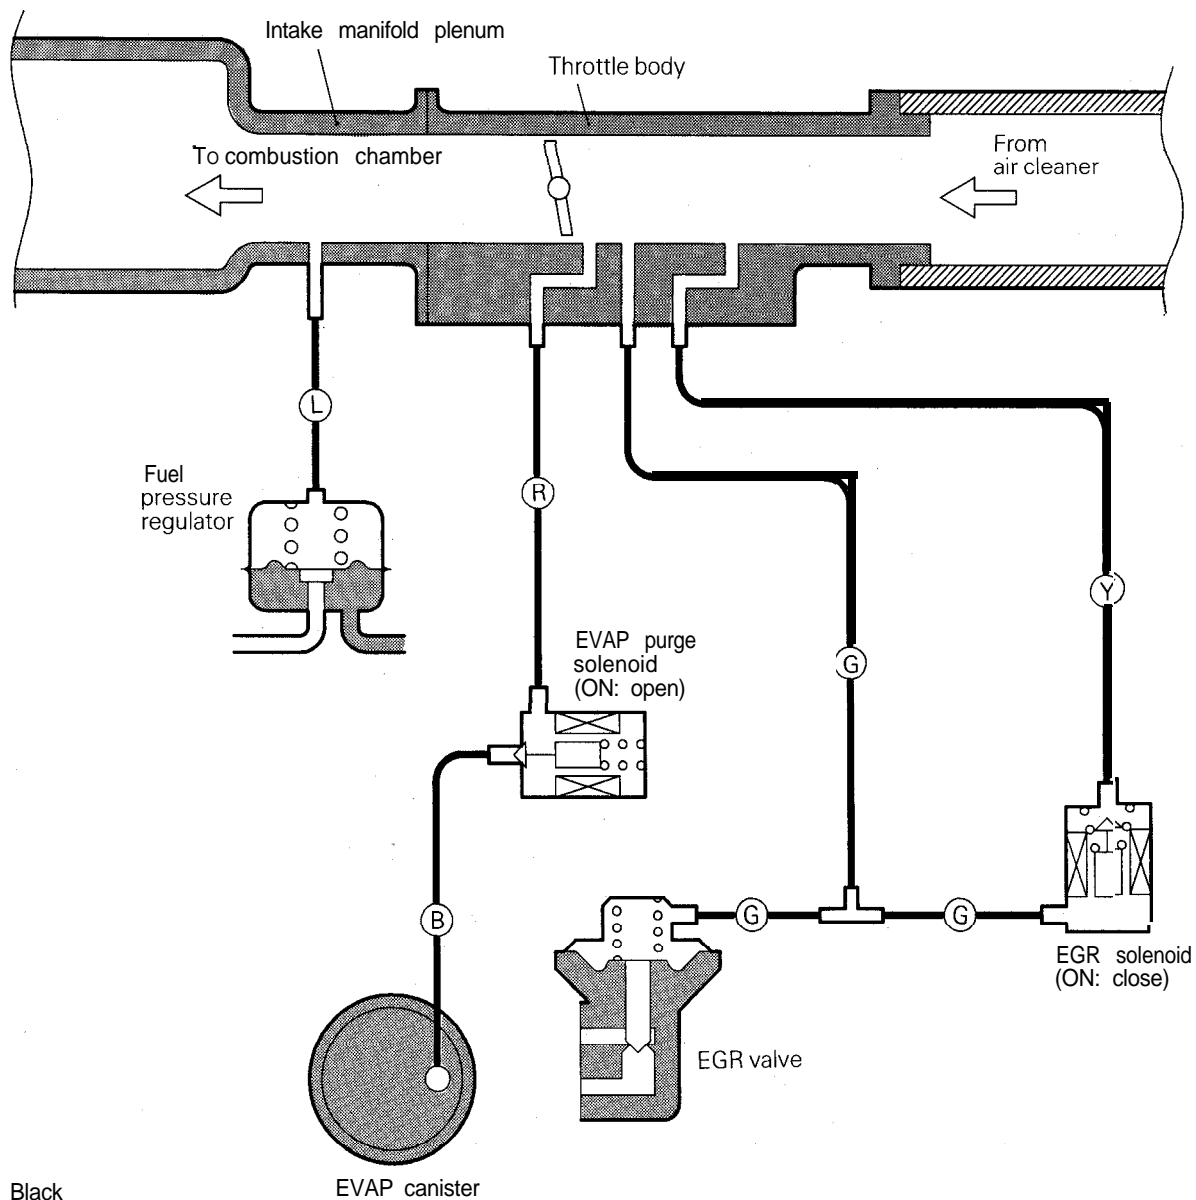 Intake manifold plenum
Throttle body
To combustion chamber
From
air cleaner
L
Fuel
pressure
regulator
R
Y
EVAP purge
solenoid
(ON: open)
G
B
G
G
EGR solenoid
(ON: close)
EGR valve
EVAP canister
Black